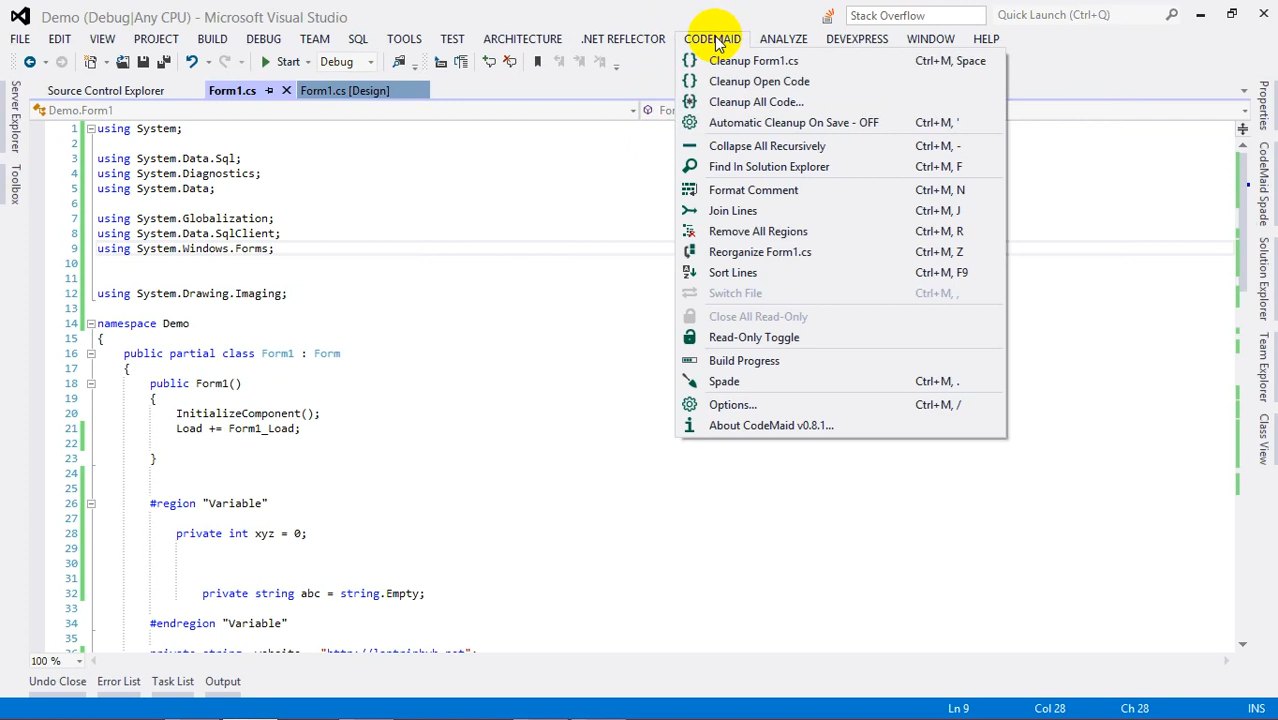 Demo (Debug|Any CPU) - Microsoft Visual Studio
Stack Overflow
Quick Launch (Ctrl+Q)
FILE EDIT VIEW PROJECT BUILD DEBUG TEAM SQL TOOLS TEST ARCHITECTURE .NET REFLECTOR CODEMAID ANALYZE DEVEXPRESS WINDOW HELP
Start Debug
Source Control Explorer Form1.cs Form1.cs [Design]
Demo.Form1
Cleanup Form1.cs Ctrl+M, Space
Cleanup Open Code
Cleanup All Code...
Automatic Cleanup On Save - OFF Ctrl+M, '
Collapse All Recursively Ctrl+M, -
Find In Solution Explorer Ctrl+M, F
Format Comment Ctrl+M, N
Join Lines Ctrl+M, J
Remove All Regions Ctrl+M, R
Reorganize Form1.cs Ctrl+M, Z
Sort Lines Ctrl+M, F9
Switch File Ctrl+M, ,
Close All Read-Only
Read-Only Toggle
Build Progress
Spade Ctrl+M, .
Options... Ctrl+M, /
About CodeMaid v0.8.1...
Server Explorer
Toolbox
1 using System;
2
3 using System.Data.Sql;
4 using System.Diagnostics;
5 using System.Data;
6
7 using System.Globalization;
8 using System.Data.SqlClient;
9 using System.Windows.Forms;
10
11
12 using System.Drawing.Imaging;
13
14 namespace Demo
15 {
16 public partial class Form1 : Form
17 {
18 public Form1()
19 {
20 InitializeComponent();
21 Load += Form1_Load;
22
23 }
24
25
26 #region "Variable"
27
28 private int xyz = 0;
29
30
31
32 private string abc = string.Empty;
33
34 #endregion "Variable"
35
Properties
CodeMaid Spade
Solution Explorer
Team Explorer
Class View
100 %
Undo Close Error List Task List Output
Ln 9 Col 28 Ch 28 INS